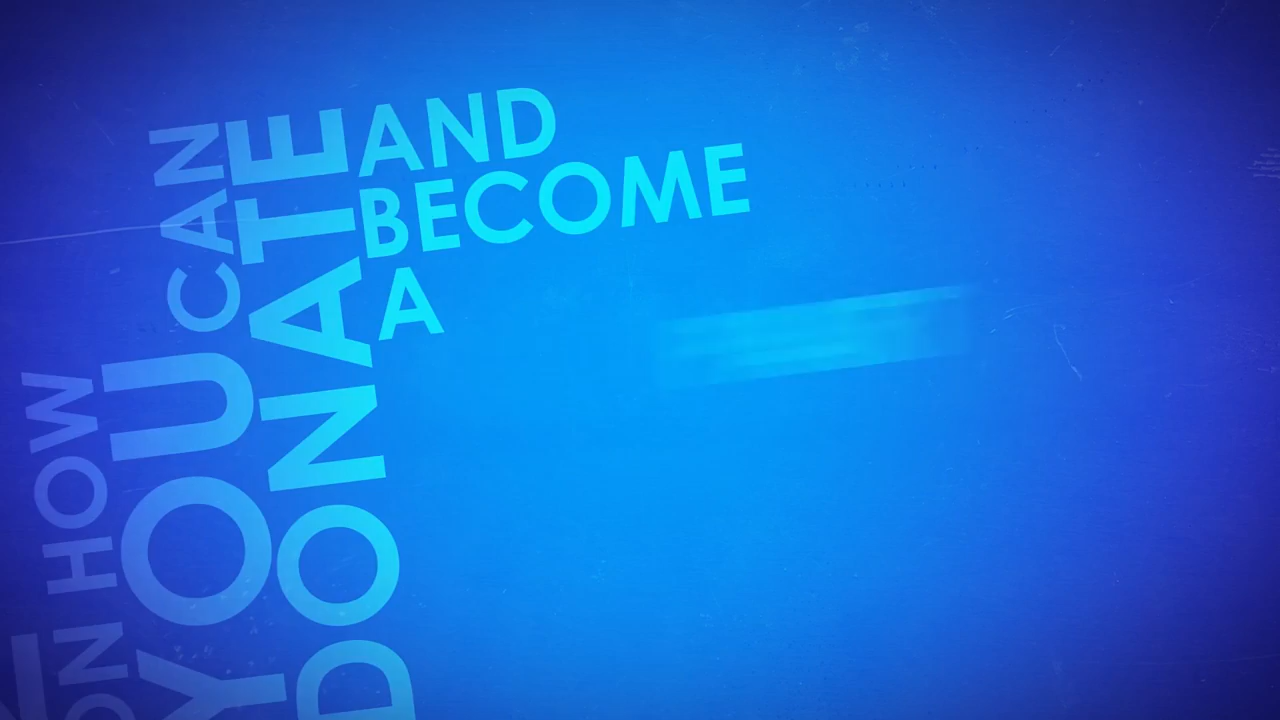 ON HOW
YOU CAN
DONATE
AND
BECOME
A